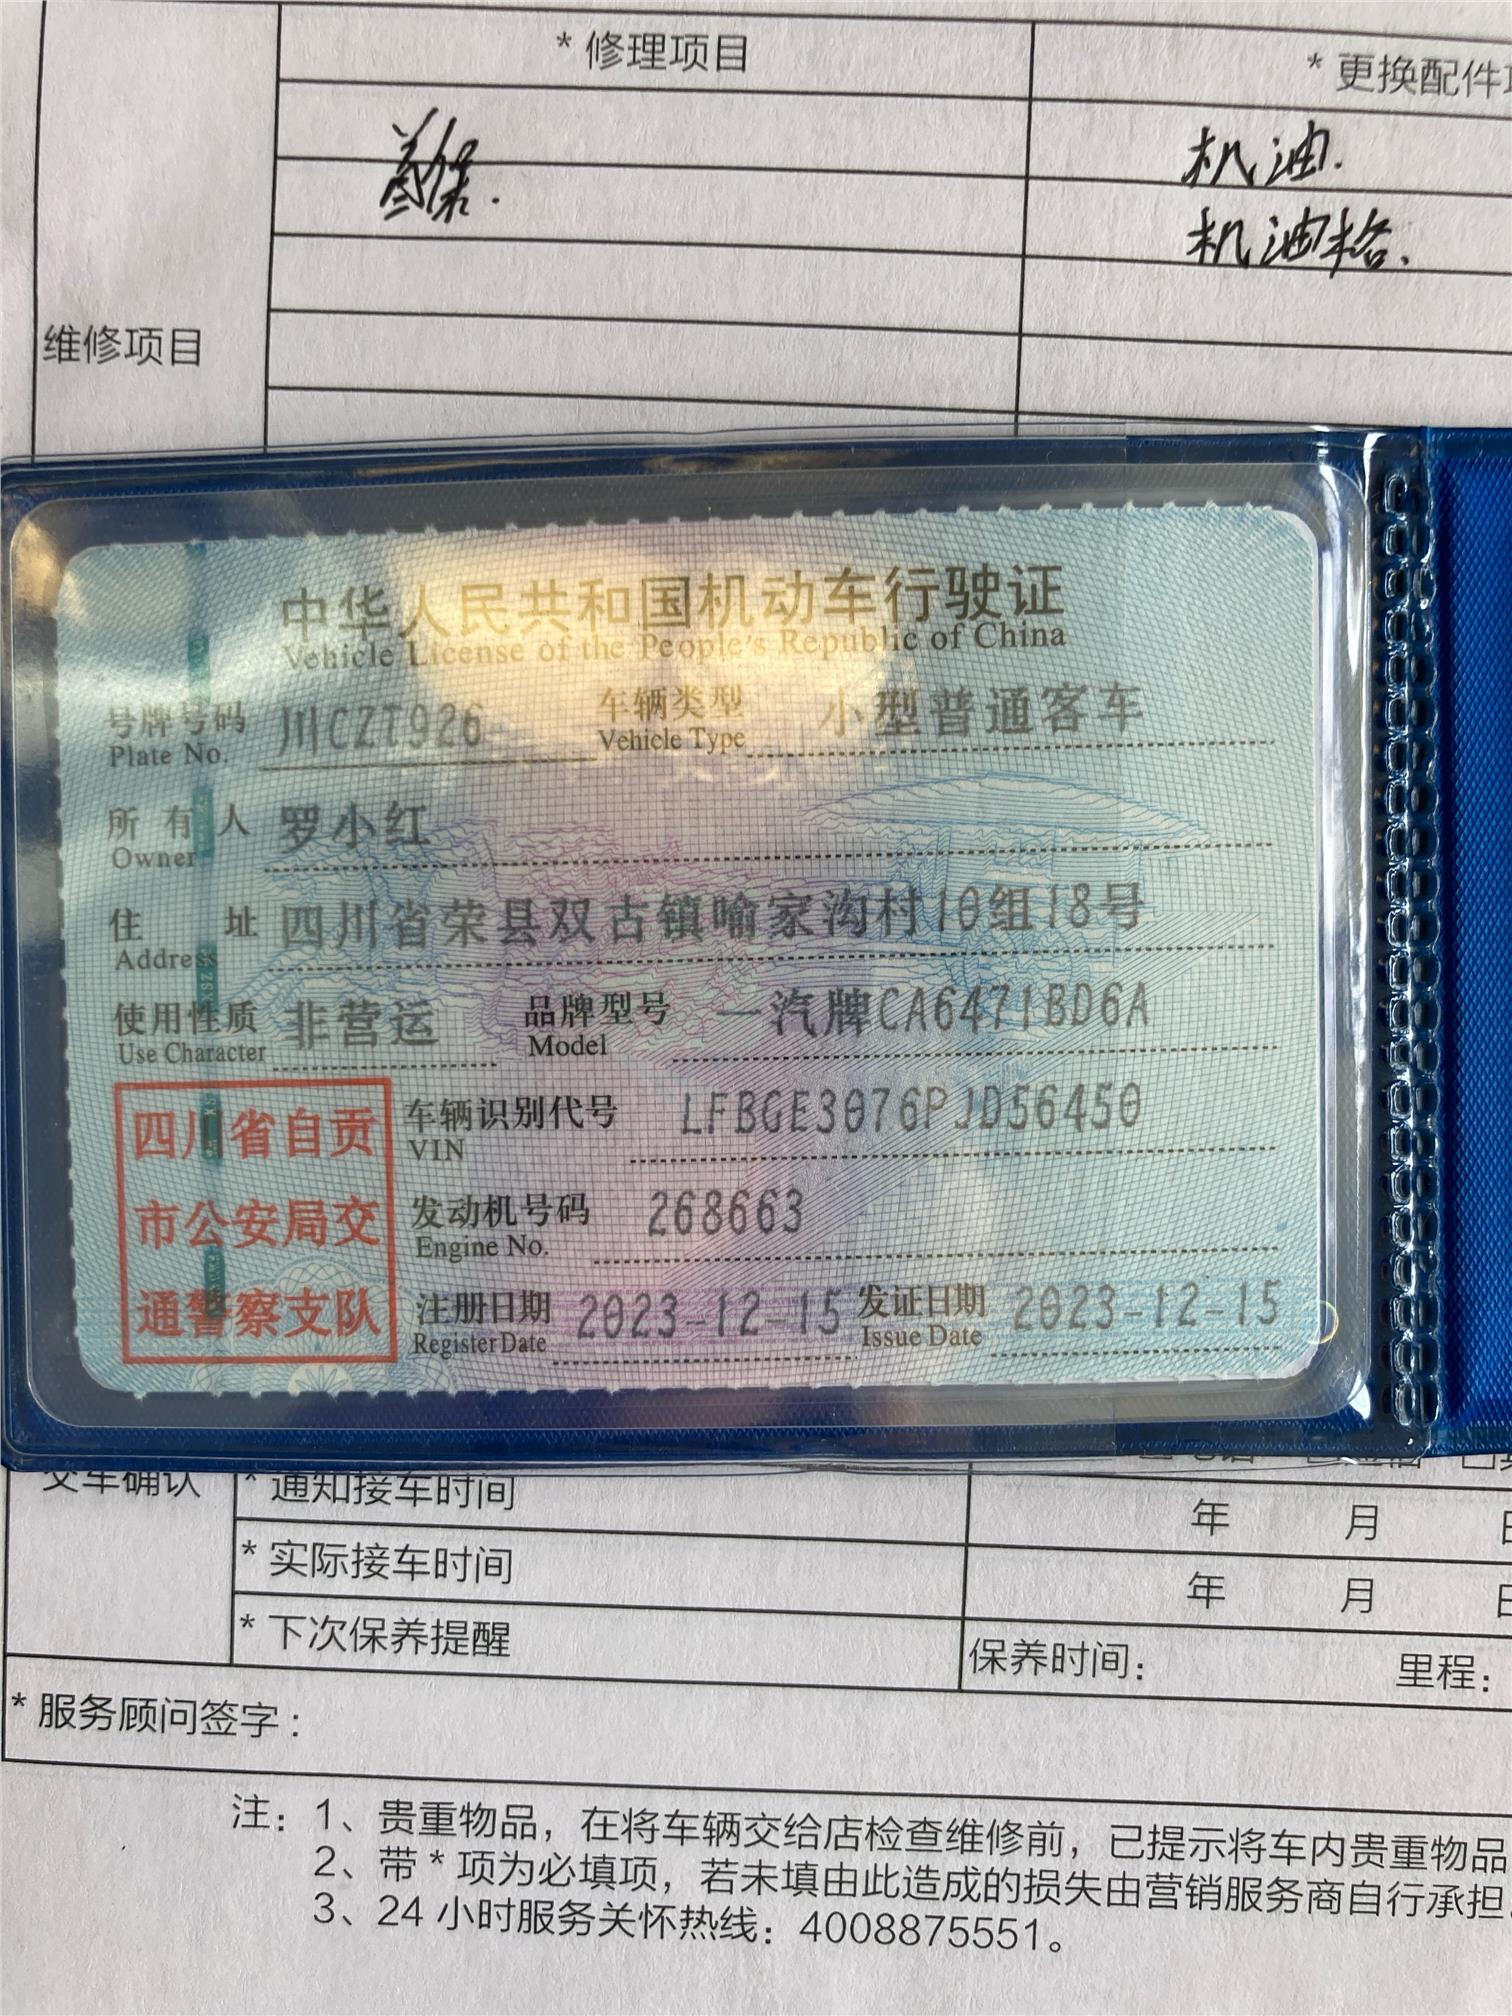 * 修理项目
* 更换配件项
首保.
机油.
机油格.
维修项目
中华人民共和国机动车行驶证
Vehicle License of the People's Republic of China
号牌号码 川CZT926 车辆类型 小型普通客车
Plate No. Vehicle Type
所有人 罗小红
Owner
住址 四川省荣县双古镇喻家沟村10组18号
Address
使用性质 非营运 品牌型号 一汽牌CA6471BD6A
Use Character Model
四川省自贡
市公安局交
通警察支队
车辆识别代号 LFBGE3076PJD56450
VIN
发动机号码 268663
Engine No.
注册日期 2023-12-15 发证日期 2023-12-15
Register Date Issue Date
交车确认
* 通知接车时间 年 月
* 实际接车时间 年 月
* 下次保养提醒 保养时间： 里程：
* 服务顾问签字：
注：1、贵重物品，在将车辆交给店检查维修前，已提示将车内贵重物品
2、带 * 项为必填项，若未填由此造成的损失由营销服务商自行承担
3、24 小时服务关怀热线：4008875551。